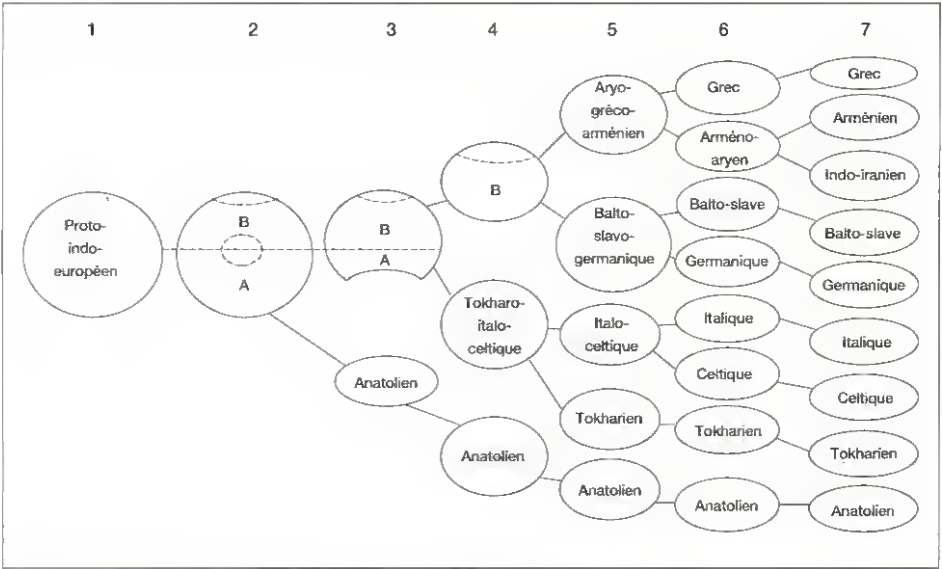 1 2 3 4 5 6 7
Proto-
indo-
européen
B
A
B
A
Anatolien
B
Tokharo-
italo-
celtique
Anatolien
Aryo-
gréco-
arménien
Balto-
slavo-
germanique
Italo-
celtique
Tokharien
Anatolien
Grec
Arméno-
aryen
Balto-slave
Germanique
Italique
Celtique
Tokharien
Anatolien
Grec
Arménien
Indo-iranien
Balto-slave
Germanique
Italique
Celtique
Tokharien
Anatolien